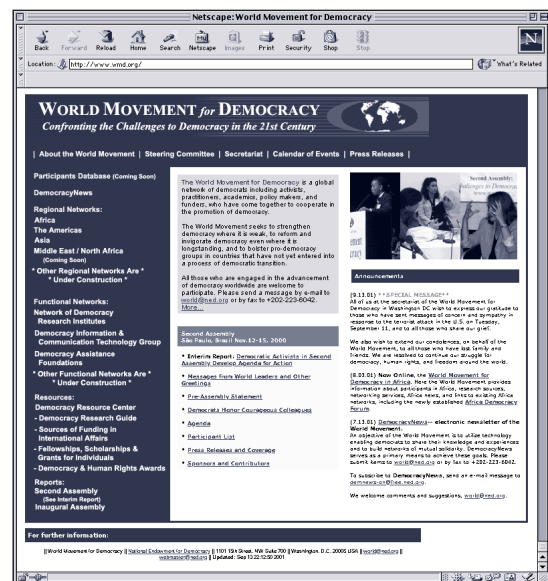 Netscape: World Movement for Democracy
Back Forward Reload Home Search Netscape Images Print Security Shop Stop
N
Location: http://www.wmd.org/ What's Related
WORLD MOVEMENT for DEMOCRACY
Confronting the Challenges to Democracy in the 21st Century
| About the World Movement | Steering Committee | Secretariat | Calendar of Events | Press Releases |
Participants Database (Coming Soon)
DemocracyNews
Regional Networks:
Africa
The Americas
Asia
Middle East / North Africa
(Coming Soon)
* Other Regional Networks Are *
* Under Construction *
Functional Networks:
Network of Democracy
Research Institutes
Democracy Information &
Communication Technology Group
Democracy Assistance
Foundations
* Other Functional Networks Are *
* Under Construction *
Resources:
Democracy Resource Center
- Democracy Research Guide
- Sources of Funding in
International Affairs
- Fellowships, Scholarships &
Grants for Individuals
- Democracy & Human Rights Awards
Reports:
Second Assembly
(See Interim Report)
Inaugural Assembly
The World Movement for Democracy is a global
network of democrats including activists,
practitioners, academics, policy makers, and
funders, who have come together to cooperate in
the promotion of democracy.
The World Movement seeks to strengthen
democracy where it is weak, to reform and
invigorate democracy even where it is
longstanding, and to bolster pro-democracy
groups in countries that have not yet entered into
a process of democratic transition.
All those who are engaged in the advancement
of democracy worldwide are welcome to
participate. Please send a message by e-mail to
world@ned.org or by fax to +202-223-6042.
More...
Second Assembly
São Paulo, Brazil Nov.12-15, 2000
* Interim Report: Democratic Activists in Second
Assembly Develop Agenda for Action
* Messages from World Leaders and Other
Greetings
* Pre-Assembly Statement
* Democrats Honor Courageous Colleagues
* Agenda
* Participant List
* Press Releases and Coverage
* Sponsors and Contributors
Second Assembly:
Announcements
(9.13.01) **SPECIAL MESSAGE**
All of us at the secretariat of the World Movement for
Democracy in Washington DC wish to express our gratitude to
those who have sent messages of concern and sympathy in
response to the terrorist attack in the U.S. on Tuesday,
September 11, and to all those who share our grief.
We also wish to extend our condolences, on behalf of the
World Movement, to all those who have lost family and
friends. We are resolved to continue our struggle for
democracy, human rights, and freedom around the world.
(8.03.01) Now Online, the World Movement for
Democracy in Africa. Here the World Movement provides
information about participants in Africa, research sources,
networking services, Africa news, and links to existing Africa
networks, including the newly established Africa Democracy
Forum.
(7.13.01) DemocracyNews-- electronic newsletter of the
World Movement.
An objective of the World Movement is to utilize technology
enabling democrats to share their knowledge and experiences
and to build networks of mutual solidarity. DemocracyNews
serves as a primary means to achieve these goals. Please
submit items to world@ned.org or by fax to +202-223-6042.
To subscribe to DemocracyNews, send an e-mail message to
demnews-on@lee.ned.org.
We welcome comments and suggestions, world@ned.org.
For further information:
||World Movement for Democracy || National Endowment for Democracy || 1101 15th Street, NW Suite 700 || Washington, D.C. 20005 USA || world@ned.org ||
webmaster@ned.org || Updated: Sep 13 22:12:50 2001